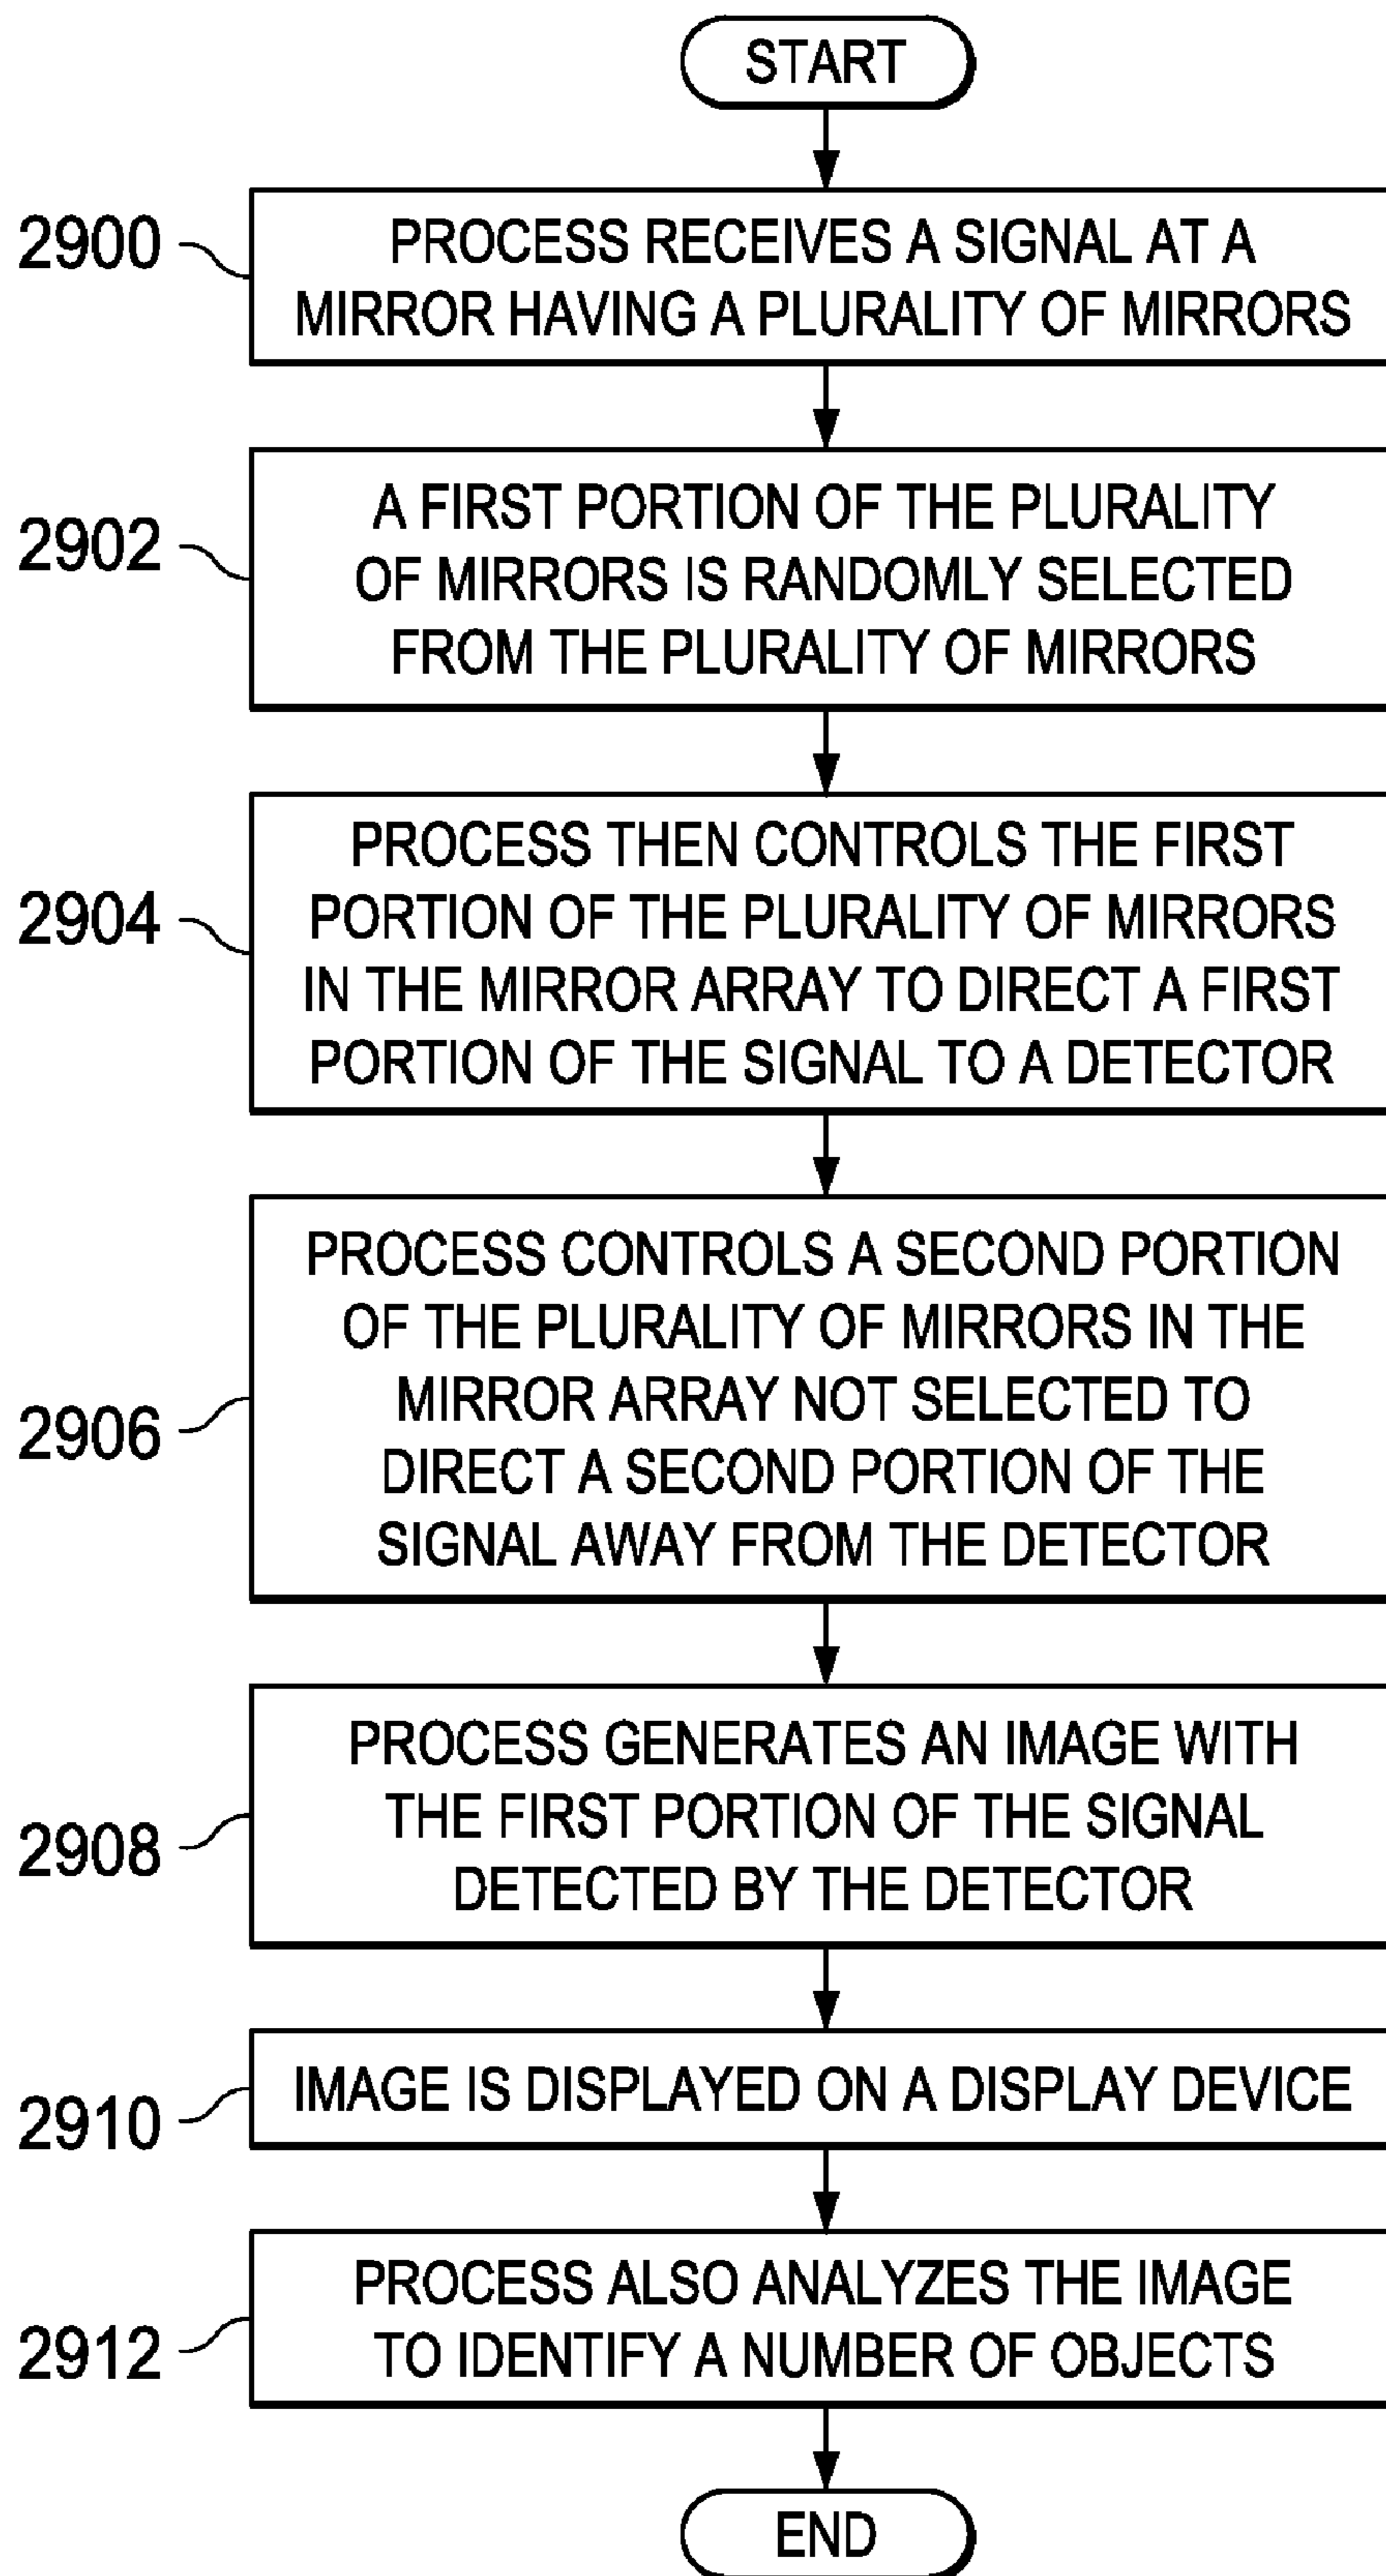 START
2900
PROCESS RECEIVES A SIGNAL AT A
MIRROR HAVING A PLURALITY OF MIRRORS
2902
A FIRST PORTION OF THE PLURALITY
OF MIRRORS IS RANDOMLY SELECTED
FROM THE PLURALITY OF MIRRORS
2904
PROCESS THEN CONTROLS THE FIRST
PORTION OF THE PLURALITY OF MIRRORS
IN THE MIRROR ARRAY TO DIRECT A FIRST
PORTION OF THE SIGNAL TO A DETECTOR
2906
PROCESS CONTROLS A SECOND PORTION
OF THE PLURALITY OF MIRRORS IN THE
MIRROR ARRAY NOT SELECTED TO
DIRECT A SECOND PORTION OF THE
SIGNAL AWAY FROM THE DETECTOR
2908
PROCESS GENERATES AN IMAGE WITH
THE FIRST PORTION OF THE SIGNAL
DETECTED BY THE DETECTOR
2910
IMAGE IS DISPLAYED ON A DISPLAY DEVICE
2912
PROCESS ALSO ANALYZES THE IMAGE
TO IDENTIFY A NUMBER OF OBJECTS
END